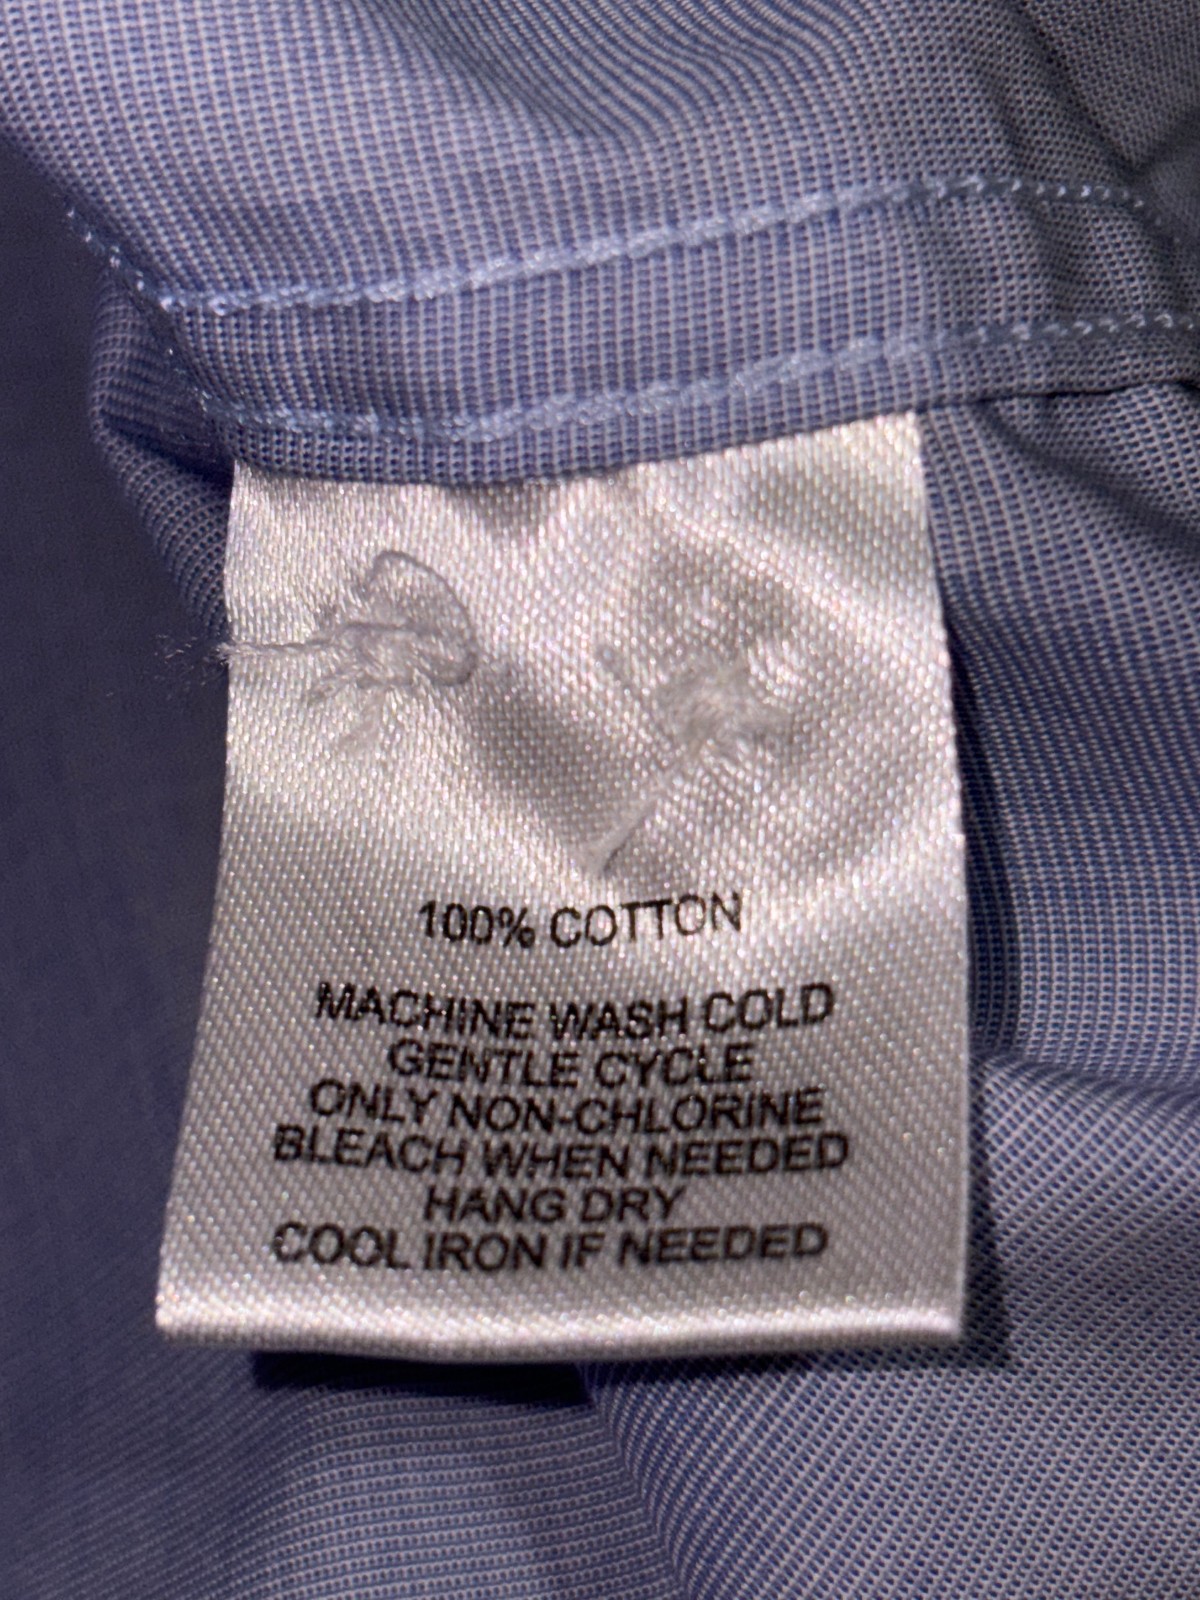 100% COTTON
MACHINE WASH COLD
GENTLE CYCLE
ONLY NON-CHLORINE
BLEACH WHEN NEEDED
HANG DRY
COOL IRON IF NEEDED